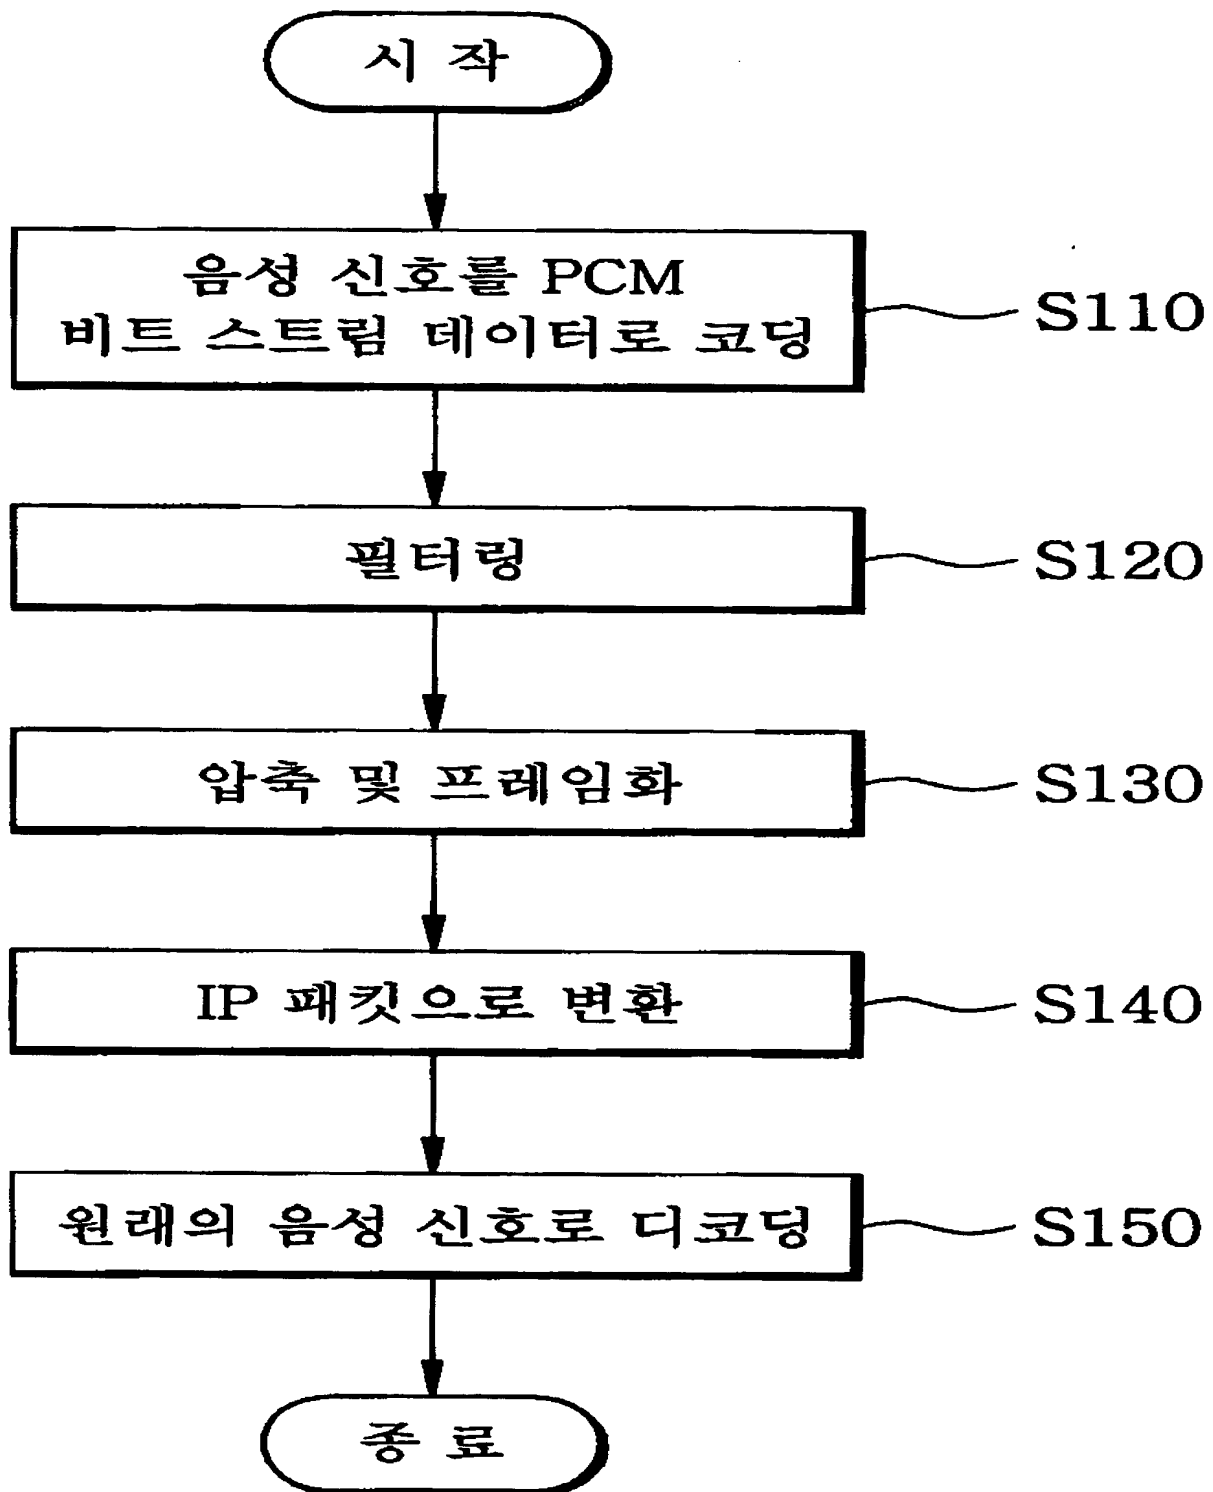 시 작
음성 신호를 PCM
비트 스트림 데이터로 코딩
S110
필터링
S120
압축 및 프레임화
S130
IP 패킷으로 변환
S140
원래의 음성 신호로 디코딩
S150
종 료